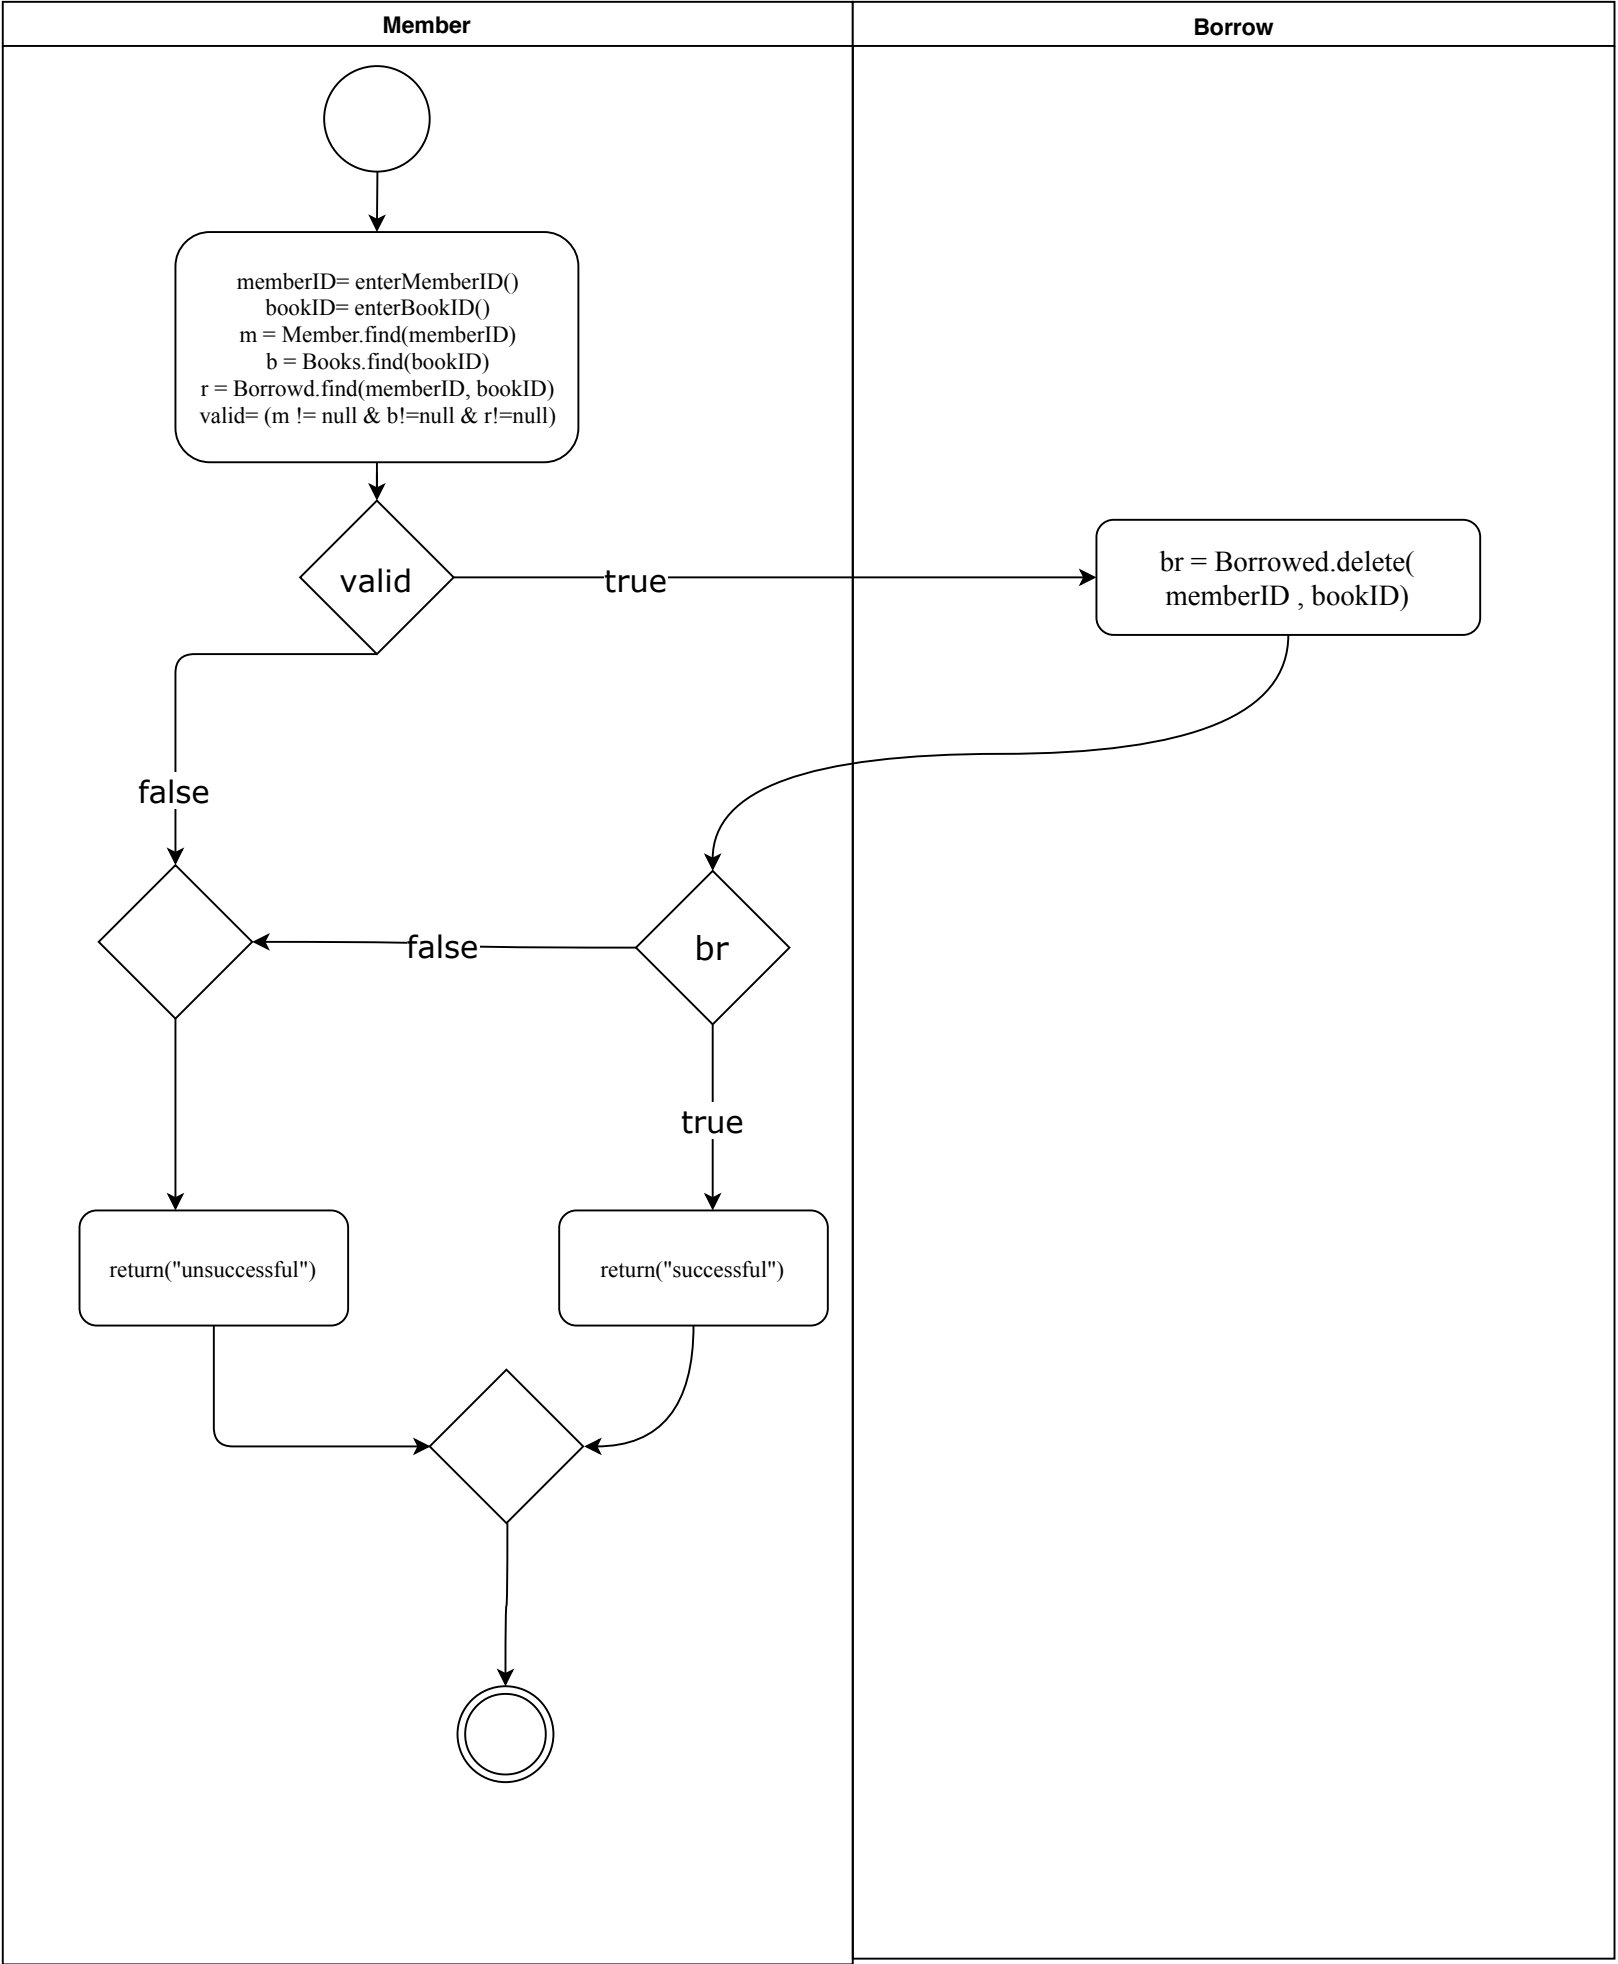 Member
Borrow
memberID= enterMemberID()
bookID= enterBookID()
m = Member.find(memberID)
b = Books.find(bookID)
r = Borrowd.find(memberID, bookID)
valid= (m != null & b!=null & r!=null)
valid
true
br = Borrowed.delete(
memberID , bookID)
false
false
br
true
return("unsuccessful")
return("successful")